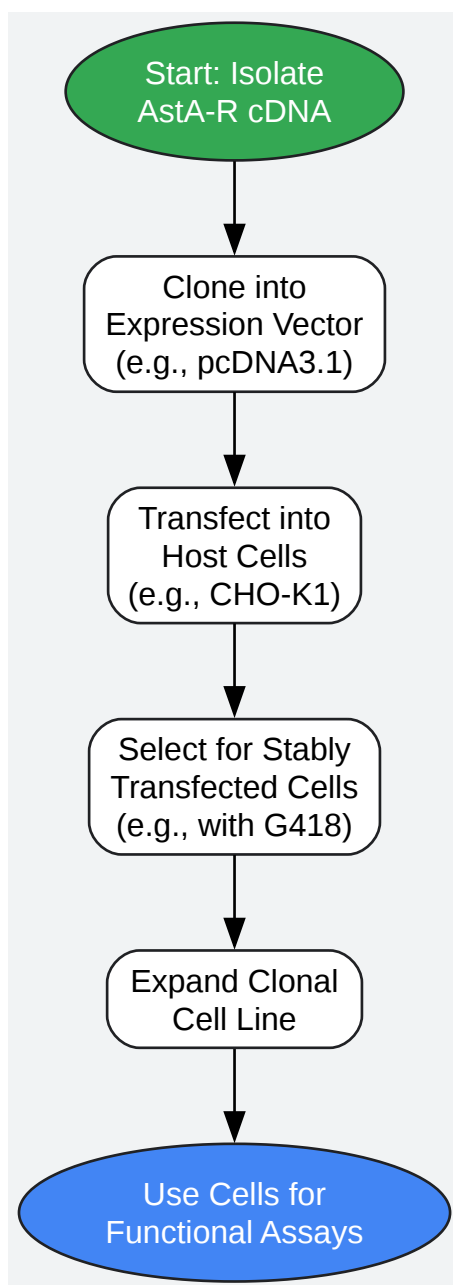 Start: Isolate
AstA-R cDNA
Clone into
Expression Vector
(e.g., pcDNA3.1)
Transfect into
Host Cells
(e.g., CHO-K1)
Select for Stably
Transfected Cells
(e.g., with G418)
Expand Clonal
Cell Line
Use Cells for
Functional Assays